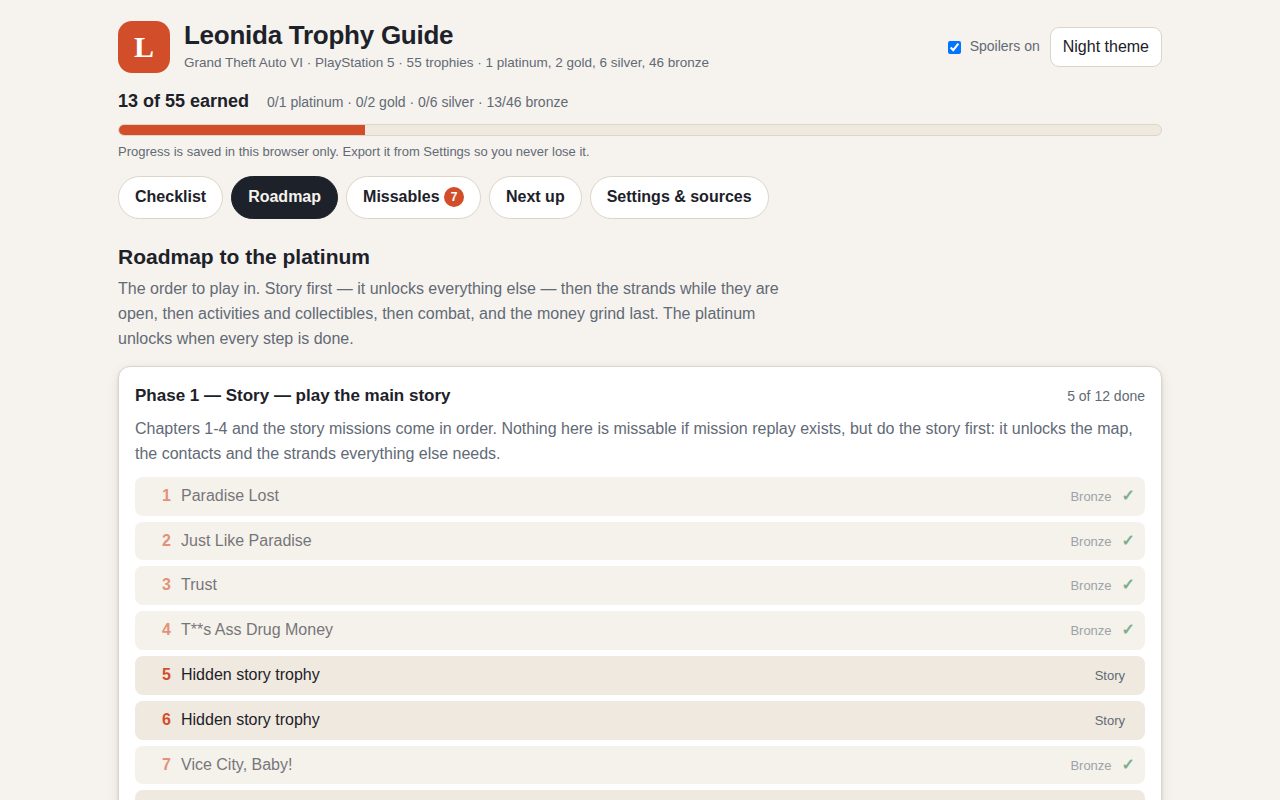 L
Leonida Trophy Guide
Grand Theft Auto VI · PlayStation 5 · 55 trophies · 1 platinum, 2 gold, 6 silver, 46 bronze
Spoilers on
Night theme
13 of 55 earned 0/1 platinum · 0/2 gold · 0/6 silver · 13/46 bronze
Progress is saved in this browser only. Export it from Settings so you never lose it.
Checklist Roadmap Missables 7 Next up Settings & sources
Roadmap to the platinum
The order to play in. Story first — it unlocks everything else — then the strands while they are
open, then activities and collectibles, then combat, and the money grind last. The platinum
unlocks when every step is done.
Phase 1 — Story — play the main story 5 of 12 done
Chapters 1-4 and the story missions come in order. Nothing here is missable if mission replay exists, but do the story first: it unlocks the map,
the contacts and the strands everything else needs.
1 Paradise Lost Bronze ✓
2 Just Like Paradise Bronze ✓
3 Trust Bronze ✓
4 T**s Ass Drug Money Bronze ✓
5 Hidden story trophy Story
6 Hidden story trophy Story
7 Vice City, Baby! Bronze ✓